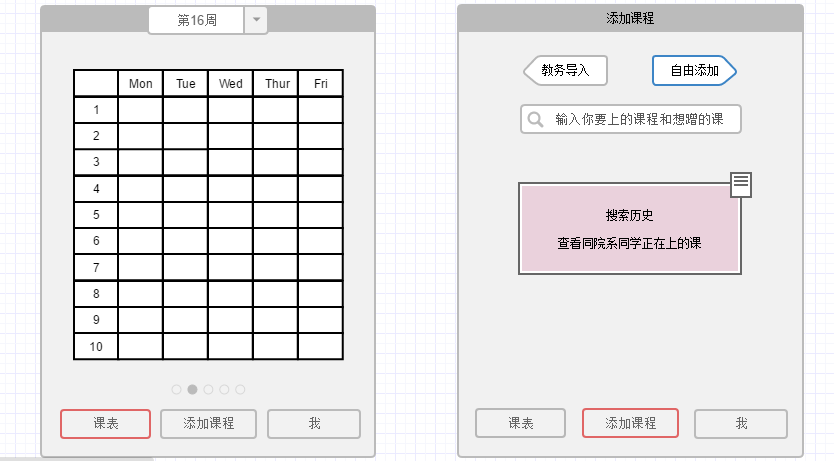 第16周
Mon Tue Wed Thur Fri
1
2
3
4
5
6
7
8
9
10
课表 添加课程 我
添加课程
教务导入 自由添加
输入你要上的课程和想蹭的课
搜索历史
查看同院系同学正在上的课
课表 添加课程 我